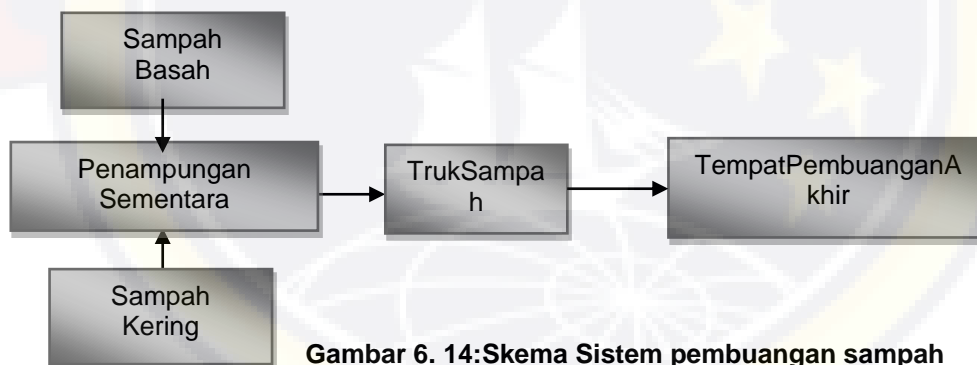 Sampah
Basah
Penampungan
Sementara
TrukSampa
h
TempatPembuanganA
khir
Sampah
Kering
Gambar 6. 14:Skema Sistem pembuangan sampah